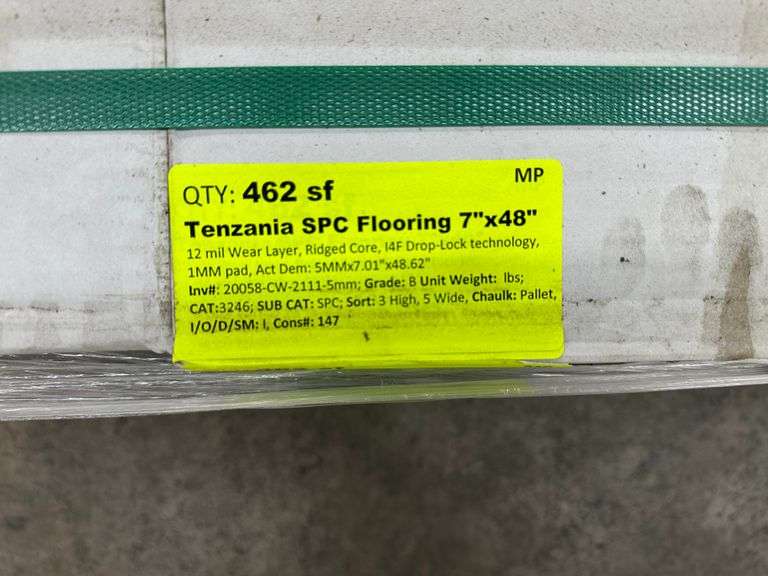 MP
QTY: 462 sf
Tenzania SPC Flooring 7"x48"
12 mil Wear Layer, Ridged Core, I4F Drop-Lock technology,
1MM pad, Act Dem: 5MMx7.01"x48.62"
Inv#: 20058-CW-2111-5mm; Grade: B Unit Weight: lbs;
CAT:3246; SUB CAT: SPC; Sort: 3 High, 5 Wide, Chaulk: Pallet,
I/O/D/SM: I, Cons#: 147